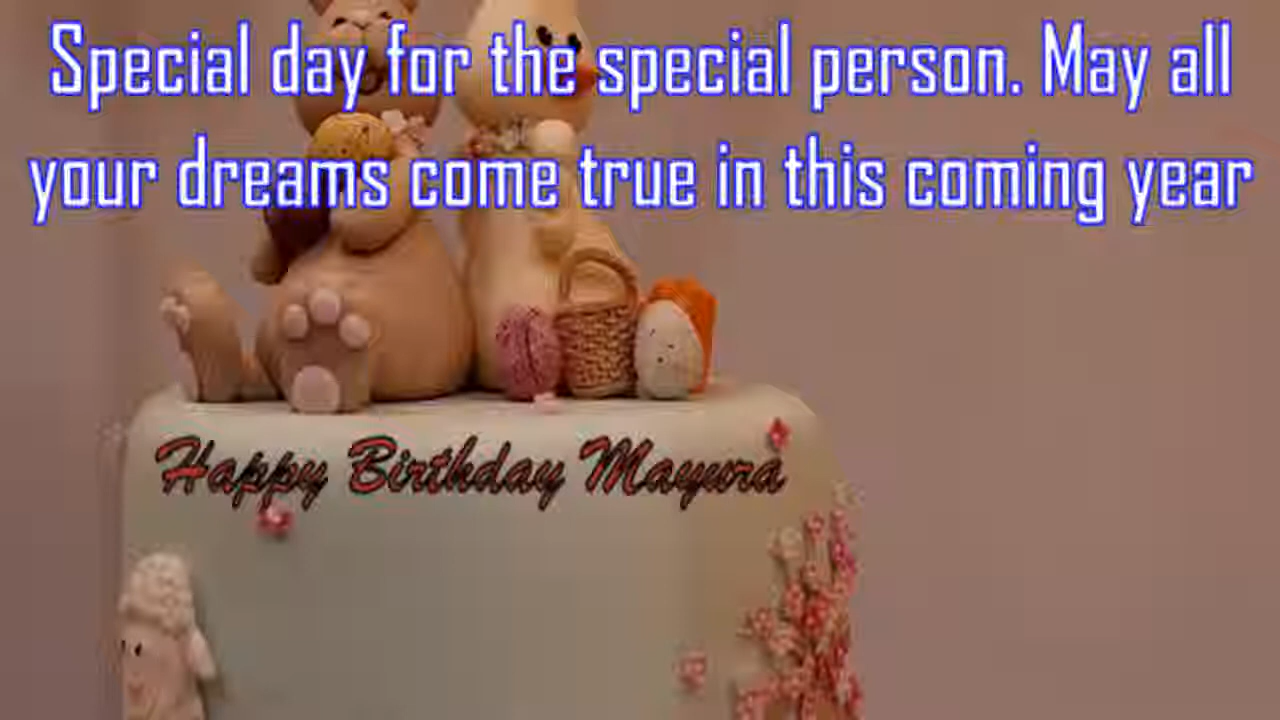 Special day for the special person. May all
your dreams come true in this coming year
Happy Birthday Mayura